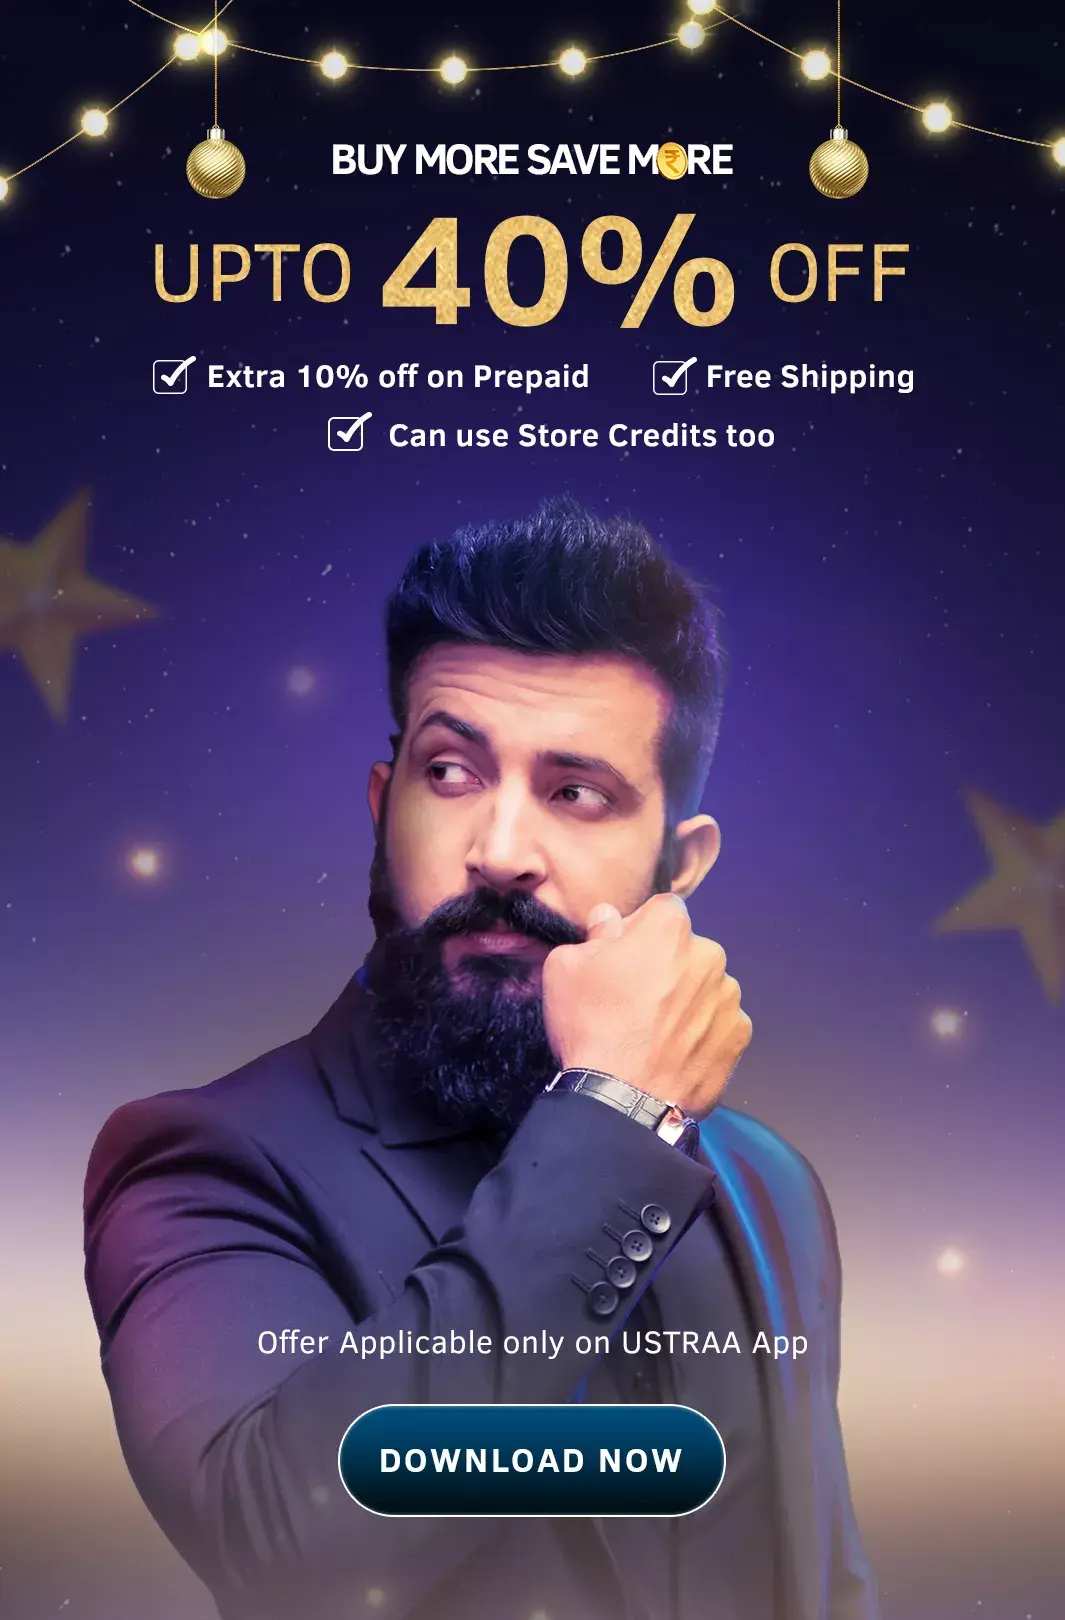 BUY MORE SAVE M₹RE
UPTO 40% OFF
Extra 10% off on Prepaid
Free Shipping
Can use Store Credits too
Offer Applicable only on USTRAA App
DOWNLOAD NOW